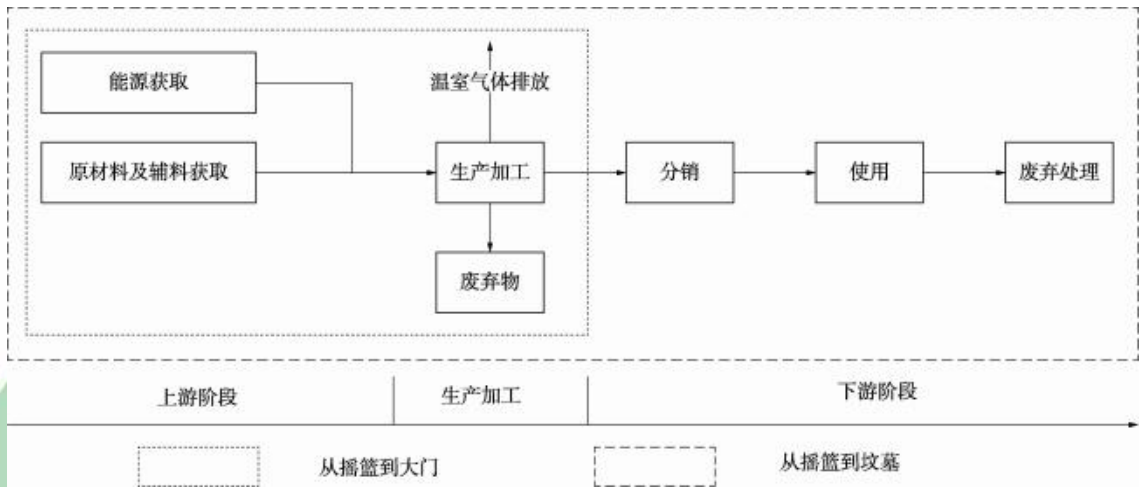 能源获取
温室气体排放
原材料及辅料获取
生产加工
分销
使用
废弃处理
废弃物
上游阶段
生产加工
下游阶段
从摇篮到大门
从摇篮到坟墓